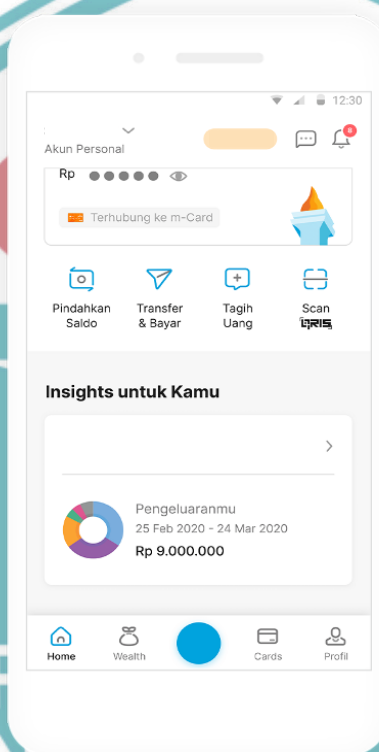 12:30
Akun Personal
Rp
Terhubung ke m-Card
Pindahkan
Saldo
Transfer
& Bayar
Tagih
Uang
Scan
QRIS
Insights untuk Kamu
Pengeluaranmu
25 Feb 2020 - 24 Mar 2020
Rp 9.000.000
Home
Wealth
Cards
Profil